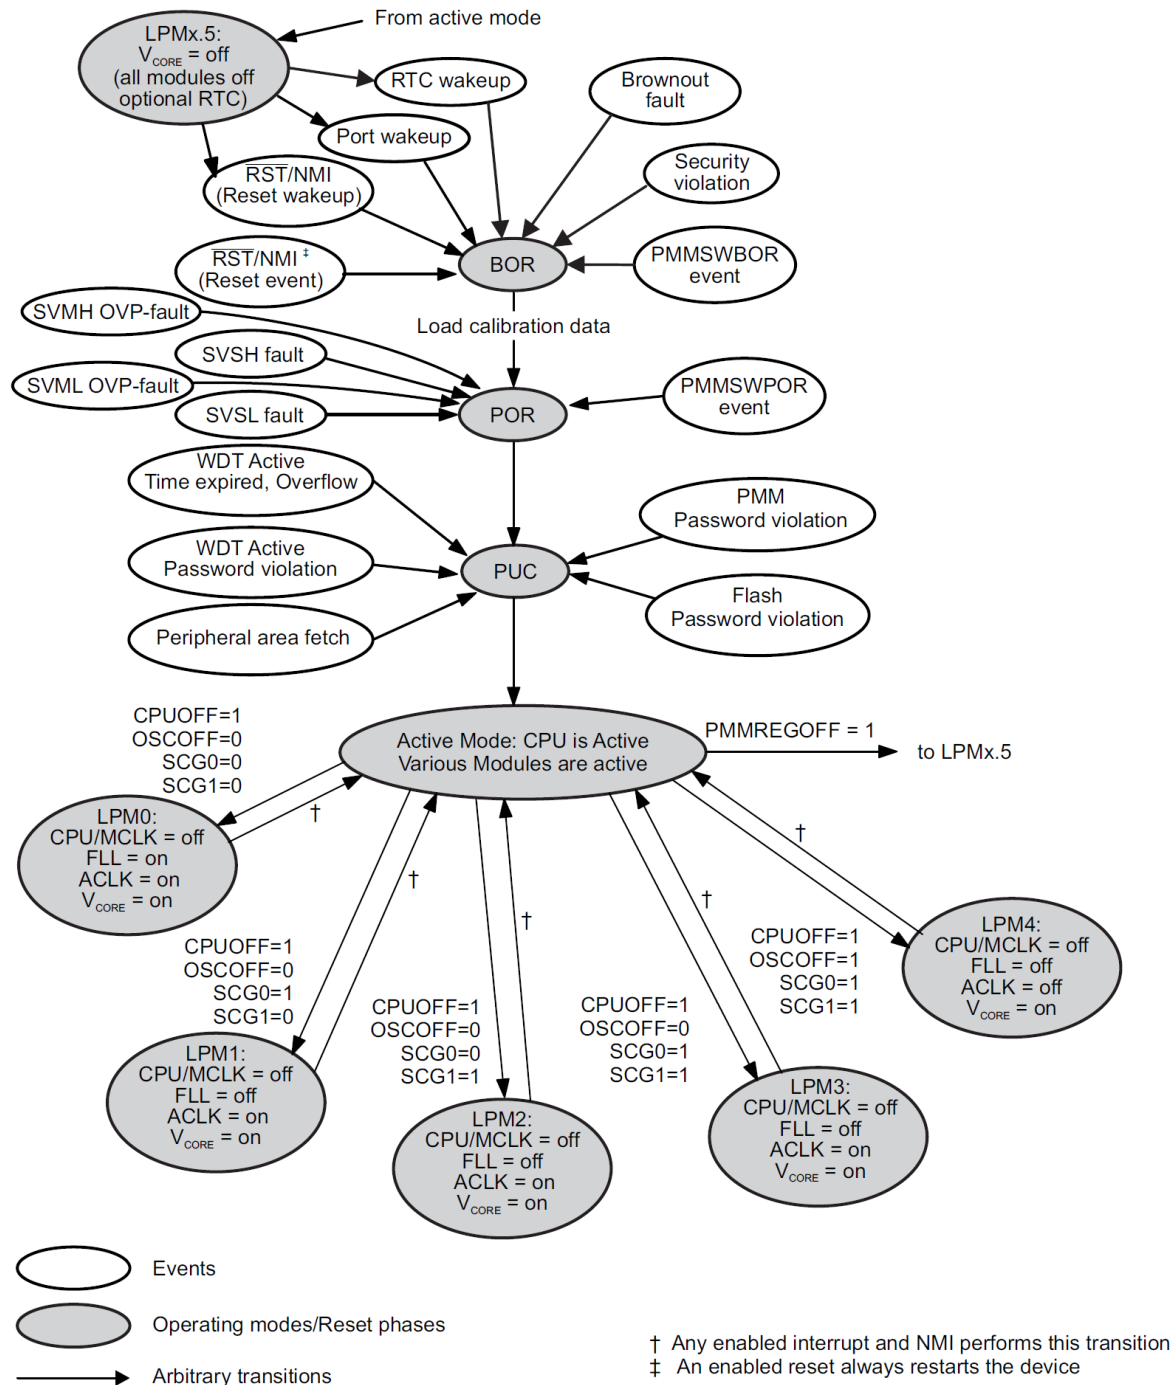 From active mode
LPMx.5:
VCORE = off
(all modules off
optional RTC)
RTC wakeup
Brownout
fault
Port wakeup
RST/NMI
(Reset wakeup)
Security
violation
BOR
RST/NMI ‡
(Reset event)
PMMSWBOR
event
SVMH OVP-fault
Load calibration data
SVSH fault
SVML OVP-fault
SVSL fault
POR
PMMSWPOR
event
WDT Active
Time expired, Overflow
PMM
Password violation
WDT Active
Password violation
PUC
Flash
Password violation
Peripheral area fetch
CPUOFF=1
OSCOFF=0
SCG0=0
SCG1=0
Active Mode: CPU is Active
Various Modules are active
PMMREGOFF = 1
to LPMx.5
†
†
†
†
†
LPM0:
CPU/MCLK = off
FLL = on
ACLK = on
VCORE = on
CPUOFF=1
OSCOFF=0
SCG0=1
SCG1=0
CPUOFF=1
OSCOFF=0
SCG0=0
SCG1=1
CPUOFF=1
OSCOFF=0
SCG0=1
SCG1=1
CPUOFF=1
OSCOFF=1
SCG0=1
SCG1=1
LPM4:
CPU/MCLK = off
FLL = off
ACLK = off
VCORE = on
LPM1:
CPU/MCLK = off
FLL = off
ACLK = on
VCORE = on
LPM2:
CPU/MCLK = off
FLL = off
ACLK = on
VCORE = on
LPM3:
CPU/MCLK = off
FLL = off
ACLK = on
VCORE = on
Events
Operating modes/Reset phases
Arbitrary transitions
† Any enabled interrupt and NMI performs this transition
‡ An enabled reset always restarts the device